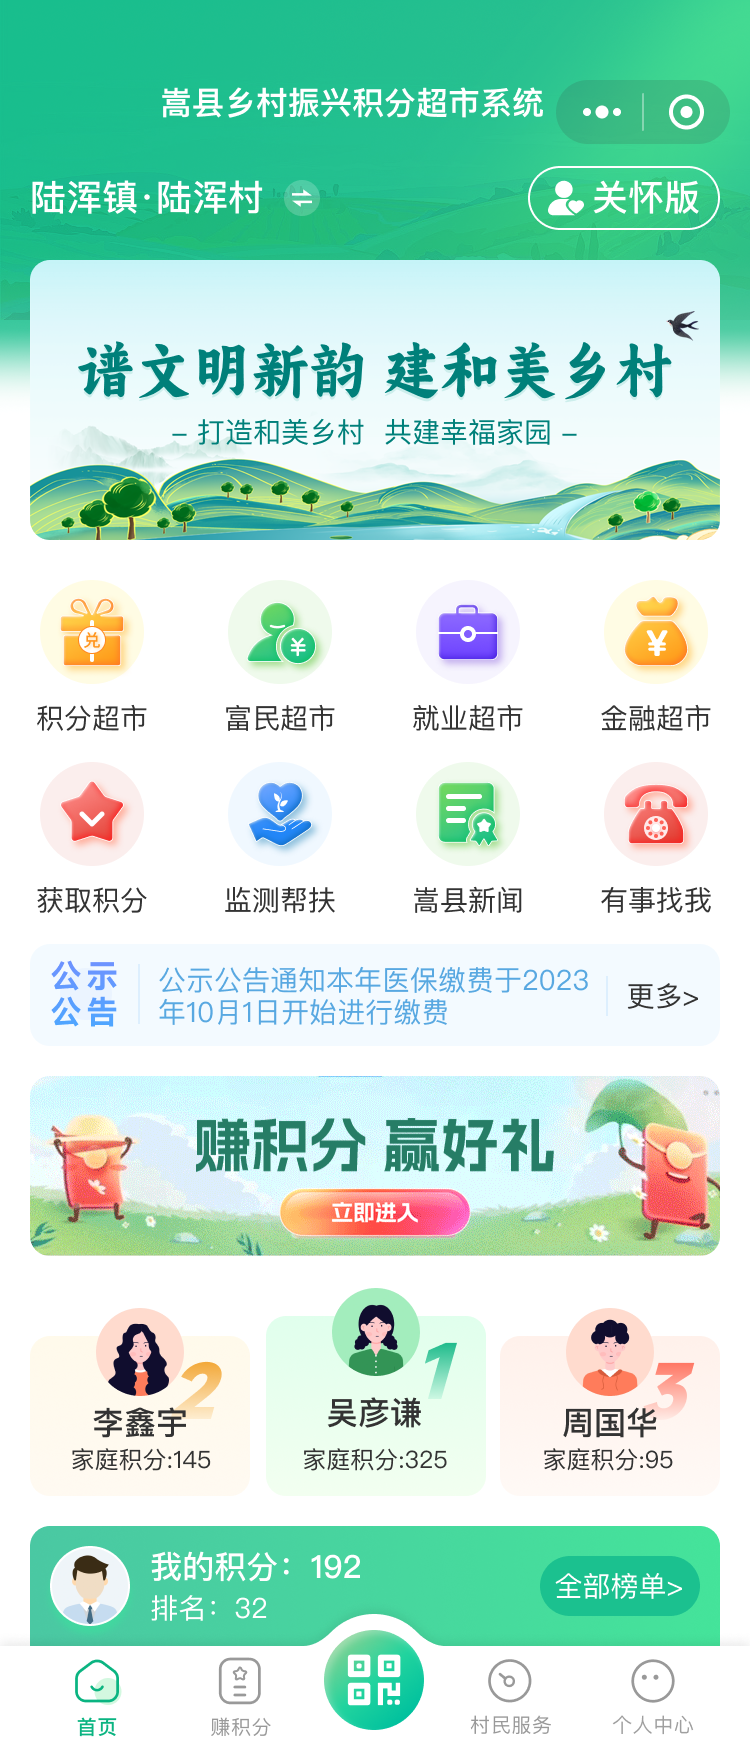 嵩县乡村振兴积分超市系统
陆浑镇·陆浑村
关怀版
谱文明新韵 建和美乡村
– 打造和美乡村 共建幸福家园 –
兑
积分超市 富民超市 就业超市 金融超市
获取积分 监测帮扶 嵩县新闻 有事找我
公示
公告
公示公告通知本年医保缴费于2023
年10月1日开始进行缴费
更多>
赚积分 赢好礼
立即进入
2
李鑫宇
家庭积分:145
1
吴彦谦
家庭积分:325
3
周国华
家庭积分:95
我的积分：192
排名：32
全部榜单>
首页 赚积分 村民服务 个人中心